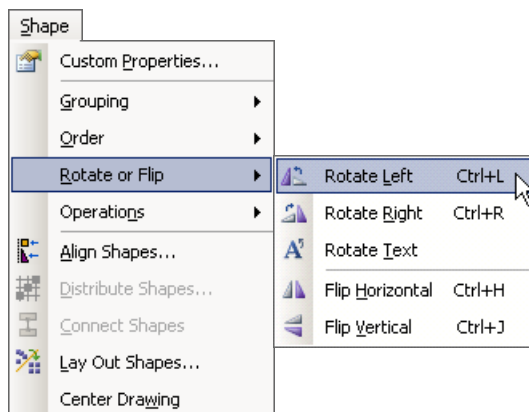 Shape
Custom Properties...
Grouping
Order
Rotate or Flip
Rotate Left Ctrl+L
Operations
Rotate Right Ctrl+R
Align Shapes...
Rotate Text
Distribute Shapes...
Flip Horizontal Ctrl+H
Connect Shapes
Flip Vertical Ctrl+J
Lay Out Shapes...
Center Drawing